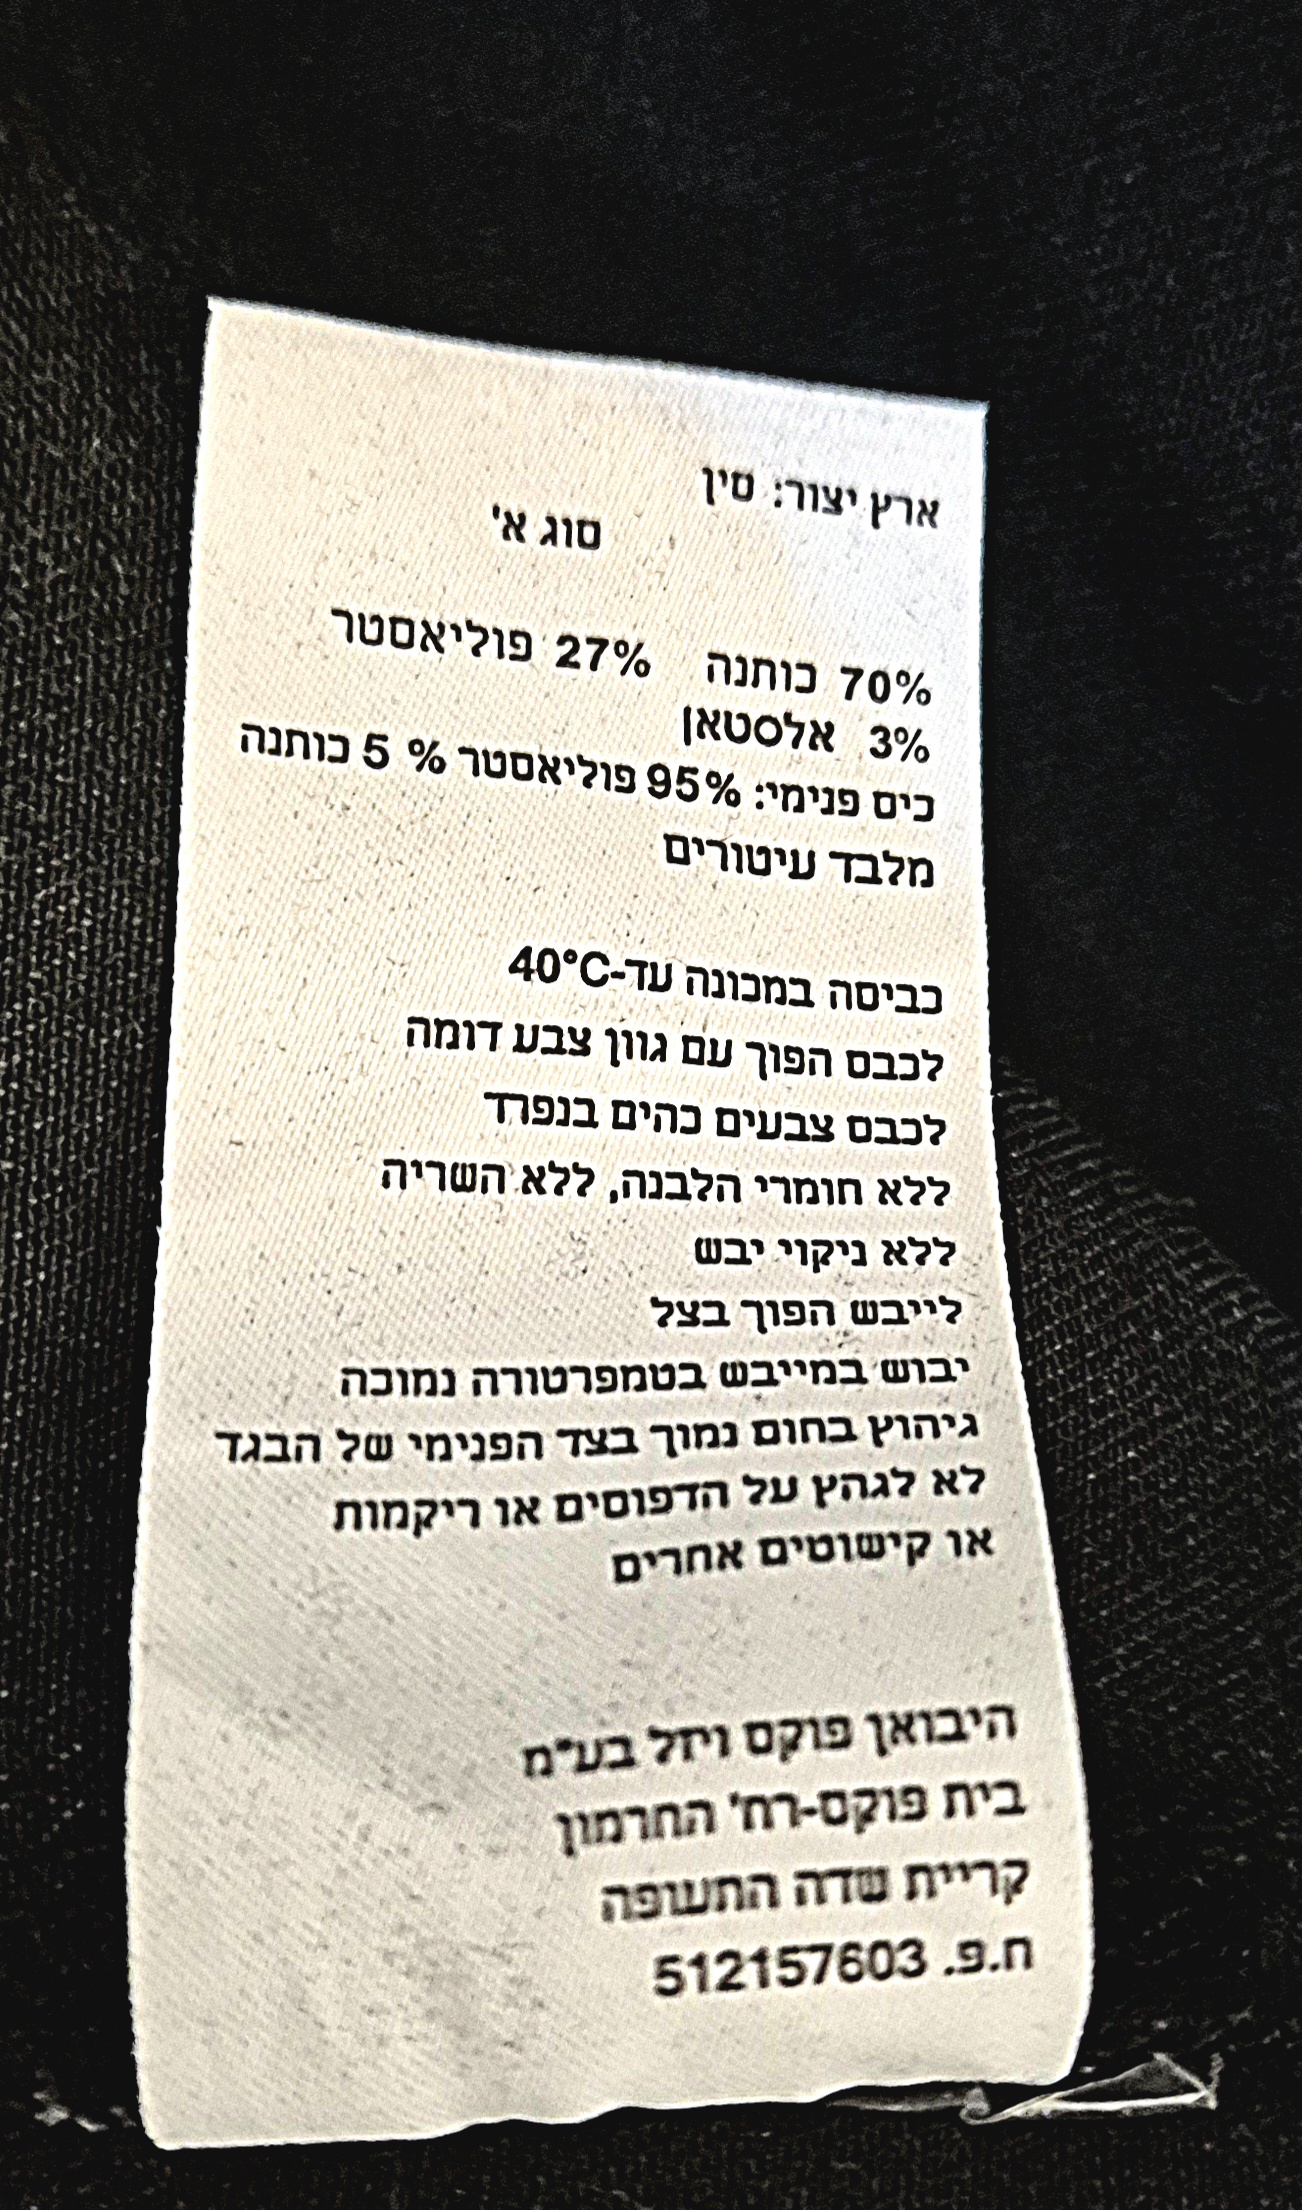 ארץ יצור: סין
סוג א'
70% כותנה 27% פוליאסטר
3% אלסטאן
כיס פנימי: 95% פוליאסטר % 5 כותנה
מלבד עיטורים
כביסה במכונה עד-40°C
לכבס הפוך עם גוון צבע דומה
לכבס צבעים כהים בנפרד
ללא חומרי הלבנה, ללא השריה
ללא ניקוי יבש
לייבש הפוך בצל
יבוש במייבש בטמפרטורה נמוכה
גיהוץ בחום נמוך בצד הפנימי של הבגד
לא לגהץ על הדפוסים או ריקמות
או קישוטים אחרים
היבואן פוקס ויזל בע"מ
בית פוקס-רח' החרמון
קריית שדה התעופה
ח.פ. 512157603